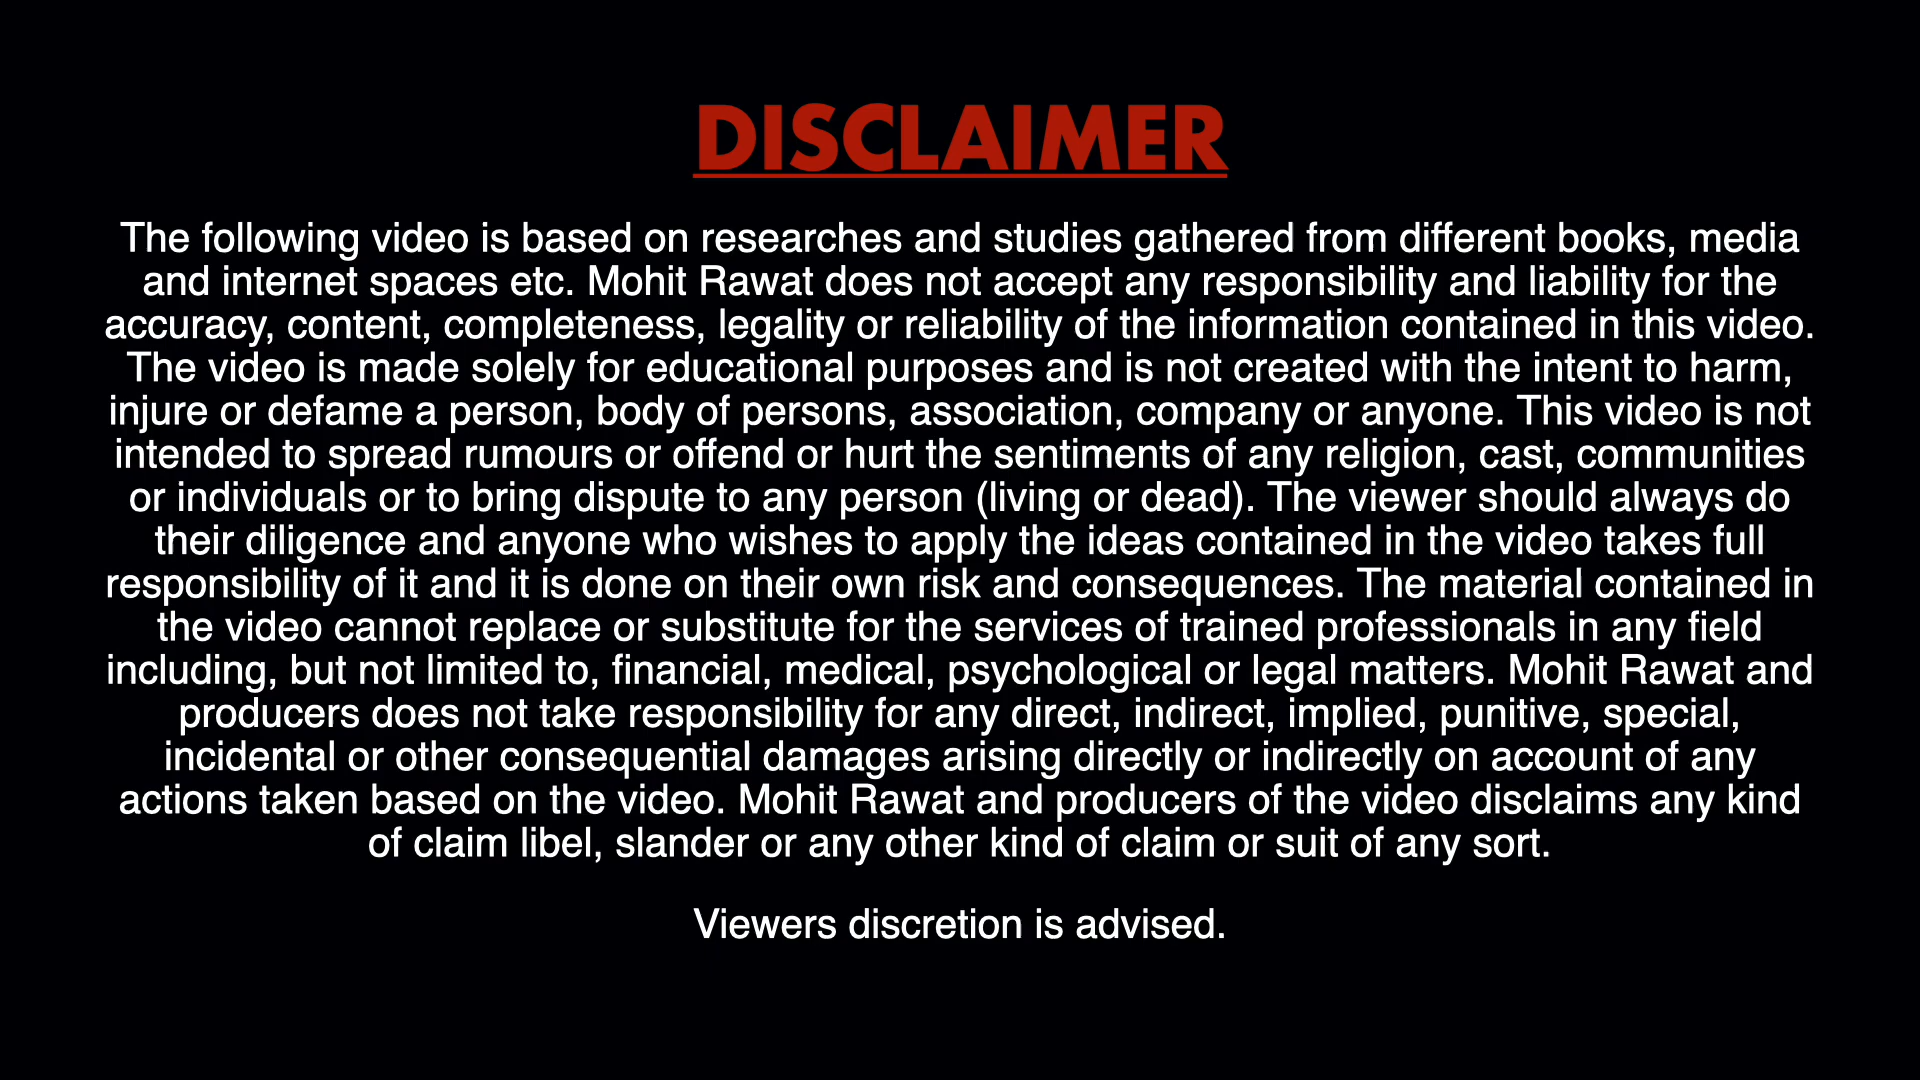 DISCLAIMER
The following video is based on researches and studies gathered from different books, media
and internet spaces etc. Mohit Rawat does not accept any responsibility and liability for the
accuracy, content, completeness, legality or reliability of the information contained in this video.
The video is made solely for educational purposes and is not created with the intent to harm,
injure or defame a person, body of persons, association, company or anyone. This video is not
intended to spread rumours or offend or hurt the sentiments of any religion, cast, communities
or individuals or to bring dispute to any person (living or dead). The viewer should always do
their diligence and anyone who wishes to apply the ideas contained in the video takes full
responsibility of it and it is done on their own risk and consequences. The material contained in
the video cannot replace or substitute for the services of trained professionals in any field
including, but not limited to, financial, medical, psychological or legal matters. Mohit Rawat and
producers does not take responsibility for any direct, indirect, implied, punitive, special,
incidental or other consequential damages arising directly or indirectly on account of any
actions taken based on the video. Mohit Rawat and producers of the video disclaims any kind
of claim libel, slander or any other kind of claim or suit of any sort.
Viewers discretion is advised.